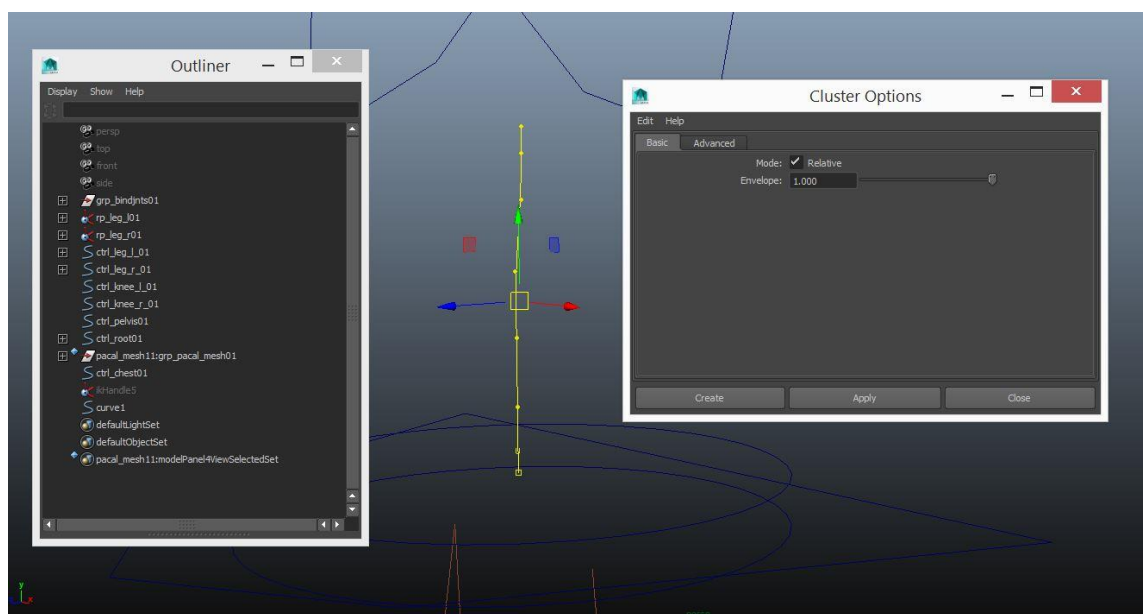 Outliner
Display Show Help
persp
top
front
side
grp_bindjnts01
rp_leg_l01
rp_leg_r01
ctrl_leg_l_01
ctrl_leg_r_01
ctrl_knee_l_01
ctrl_knee_r_01
ctrl_pelvis01
ctrl_root01
pacal_mesh11:grp_pacal_mesh01
ctrl_chest01
ikHandle5
curve1
defaultLightSet
defaultObjectSet
pacal_mesh11:modelPanel4ViewSelectedSet
Cluster Options
Edit Help
Basic Advanced
Mode: Relative
Envelope: 1.000
Create Apply Close
y
x